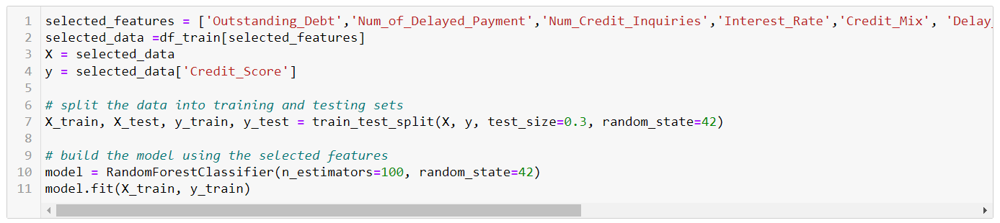 1 selected_features = ['Outstanding_Debt','Num_of_Delayed_Payment','Num_Credit_Inquiries','Interest_Rate','Credit_Mix', 'Delay_
2 selected_data =df_train[selected_features]
3 X = selected_data
4 y = selected_data['Credit_Score']
5
6 # split the data into training and testing sets
7 X_train, X_test, y_train, y_test = train_test_split(X, y, test_size=0.3, random_state=42)
8
9 # build the model using the selected features
10 model = RandomForestClassifier(n_estimators=100, random_state=42)
11 model.fit(X_train, y_train)